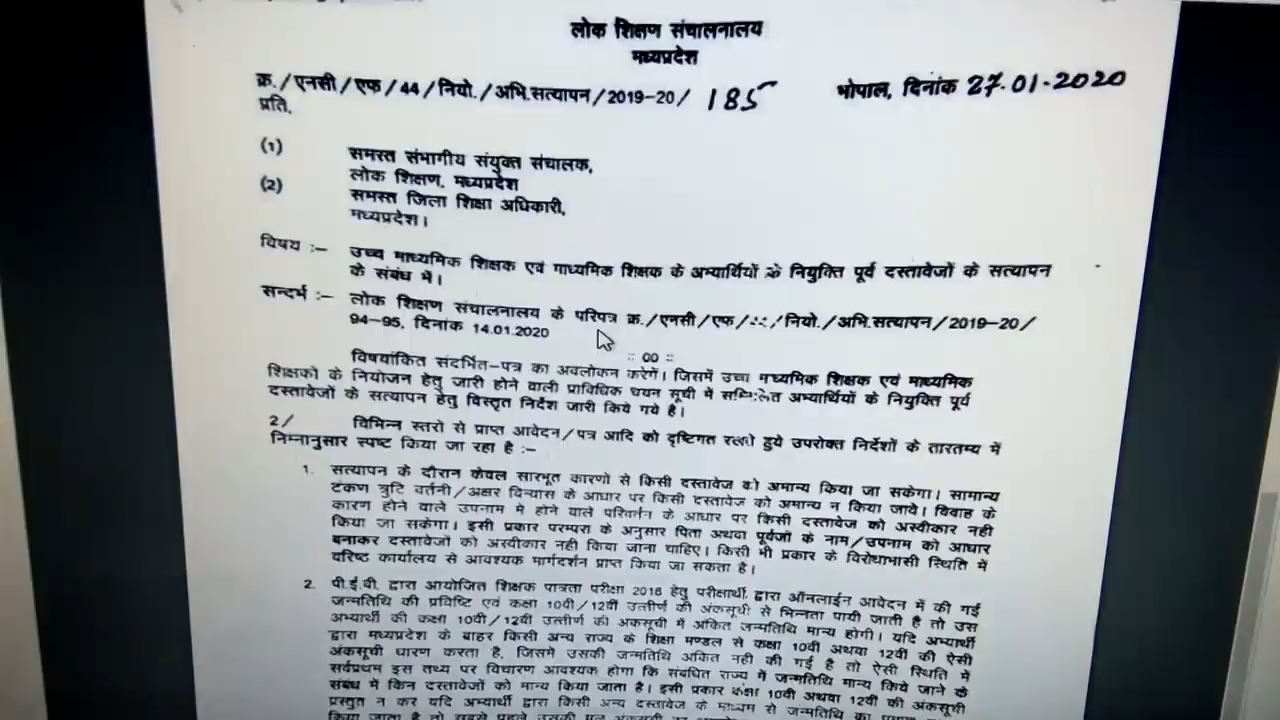 लोक शिक्षण संचालनालय
मध्यप्रदेश
क्र./एनसी/एफ/44/नियो./अभि.सत्यापन/2019-20/ 185 भोपाल, दिनांक 27.01.2020
प्रति,
(1) समस्त संभागीय संयुक्त संचालक,
लोक शिक्षण, मध्यप्रदेश
(2) समस्त जिला शिक्षा अधिकारी,
मध्यप्रदेश।
विषय :– उच्च माध्यमिक शिक्षक एवं माध्यमिक शिक्षक के अभ्यार्थियों के नियुक्ति पूर्व दस्तावेजों के सत्यापन
के संबंध में।
सन्दर्भ :– लोक शिक्षण संचालनालय के परिपत्र क्र./एनसी/एफ/ /नियो./अभि.सत्यापन/2019-20/
94-95, दिनांक 14.01.2020
:: 00 ::
विषयांकित संदर्भित-पत्र का अवलोकन करेगें। जिसमें उच्च मध्यमिक शिक्षक एवं माध्यमिक
शिक्षको के नियोजन हेतु जारी होने वाली प्राविधिक चयन सूची में सम्मिलित अभ्यार्थियों के नियुक्ति पूर्व
दस्तावेजों के सत्यापन हेतु विस्तृत निर्देश जारी किये गये है।
2/ विभिन्न स्तरो से प्राप्त आवेदन/पत्र आदि को दृष्टिगत रखते हुये उपरोक्त निर्देशों के तारतम्य में
निम्नानुसार स्पष्ट किया जा रहा है :–
1. सत्यापन के दौरान केवल सारभूत कारणो से किसी दस्तावेज को अमान्य किया जा सकेगा। सामान्य
टंकण त्रुटि वर्तनी/अक्षर विन्यास के आधार पर किसी दस्तावेज को अमान्य न किया जावे। विवाह के
कारण होने वाले उपनाम मे होने वाले परिवर्तन के आधार पर किसी दस्तावेज को अस्वीकार नही
किया जा सकेगा। इसी प्रकार परम्परा के अनुसार पिता अथवा पूर्वजों के नाम/उपनाम को आधार
बनाकर दस्तावेजों को अस्वीकार नही किया जाना चाहिए। किसी भी प्रकार के विरोधाभासी स्थिति में
वरिष्ट कार्यालय से आवश्यक मार्गदर्शन प्राप्त किया जा सकता है।
2. पी.ई.वी. द्वारा आयोजित शिक्षक पात्रता परीक्षा 2018 हेतु परीक्षार्थी द्वारा ऑनलाईन आवेदन में की गई
जन्मतिथि की प्रविष्टि एवं कक्षा 10वी/12वी उत्तीर्ण की अंकसूची से भिन्नता पायी जाती है तो उस
अभ्यार्थी की कक्षा 10वी/12वी उत्तीर्ण की अकसूची में अकित जन्मतिथि मान्य होगी। यदि अभ्यार्थी
द्वारा मध्यप्रदेश के बाहर किसी अन्य राज्य के शिक्षा मण्डल से कक्षा 10वी अथवा 12वी की ऐसी
अंकसूची धारण करता है, जिसमे उसकी जन्मतिथि अकित नही की गई है तो ऐसी स्थिति में
सर्वप्रथम इस तथ्य पर विचारण आवश्यक होगा कि संबधित राज्य में जन्मतिथि मान्य किये जाने के
संबध में किन दस्तावेजों को मान्य किया जाता है। इसी प्रकार कक्षा 10वी अथवा 12वी की अंकसूची
प्रस्तुत न कर यदि अभ्यार्थी द्वारा किसी अन्य दस्तावेज के माध्यम से जन्मतिथि का
किया जाता है तो सबसे पहले उसकी मूल अंकसूची